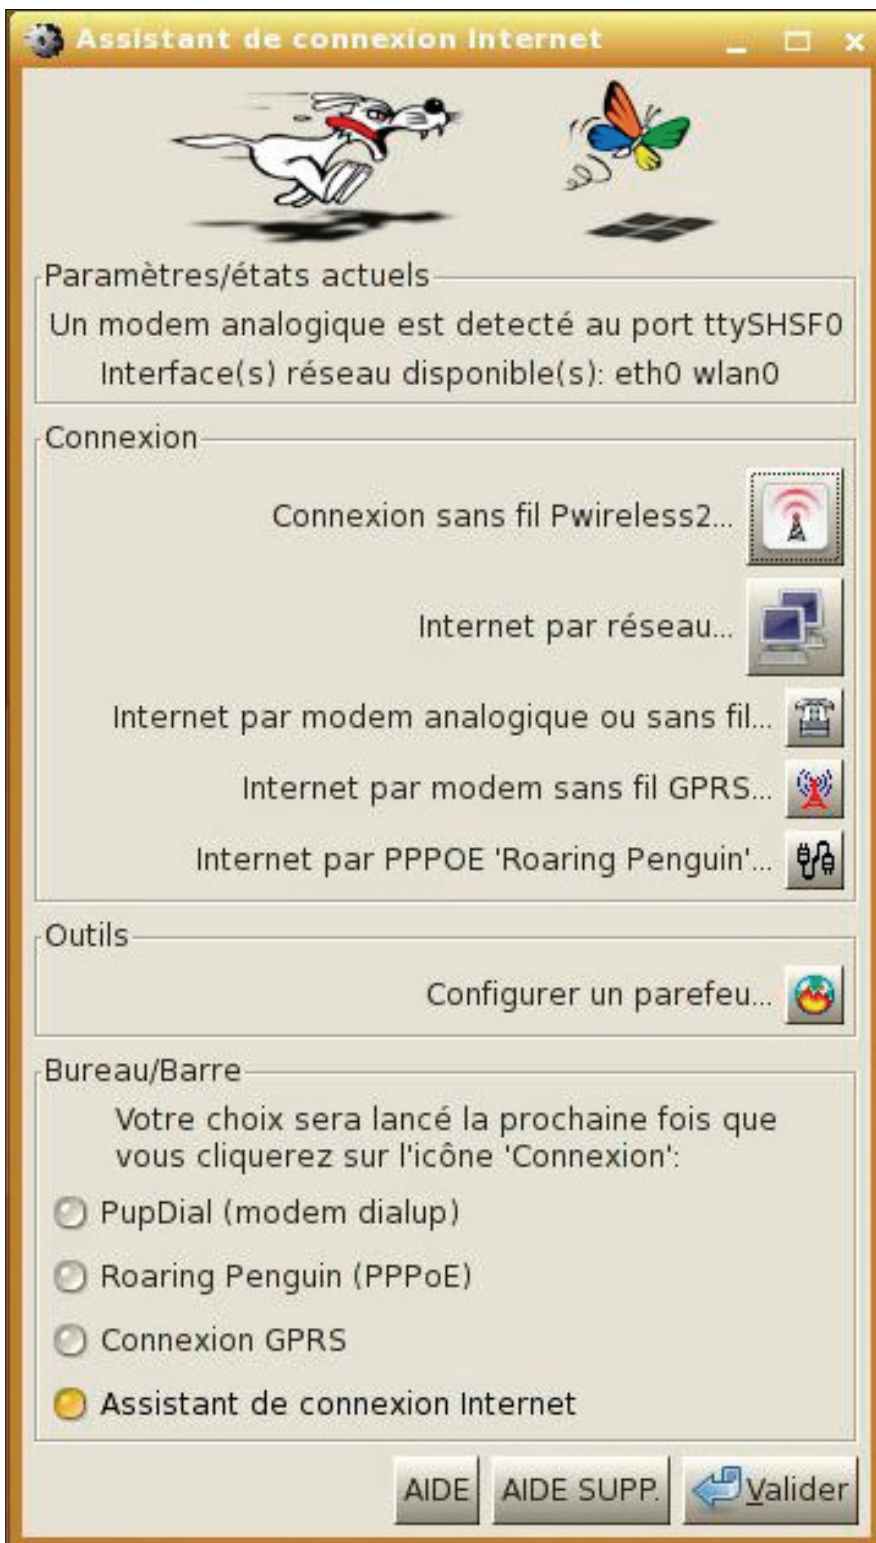 Assistant de connexion Internet
Paramètres/états actuels
Un modem analogique est detecté au port ttySHSF0
Interface(s) réseau disponible(s): eth0 wlan0
Connexion
Connexion sans fil Pwireless2...
Internet par réseau...
Internet par modem analogique ou sans fil...
Internet par modem sans fil GPRS...
Internet par PPPOE 'Roaring Penguin'...
Outils
Configurer un parefeu...
Bureau/Barre
Votre choix sera lancé la prochaine fois que
vous cliquerez sur l'icône 'Connexion':
PupDial (modem dialup)
Roaring Penguin (PPPoE)
Connexion GPRS
Assistant de connexion Internet
AIDE AIDE SUPP. Valider